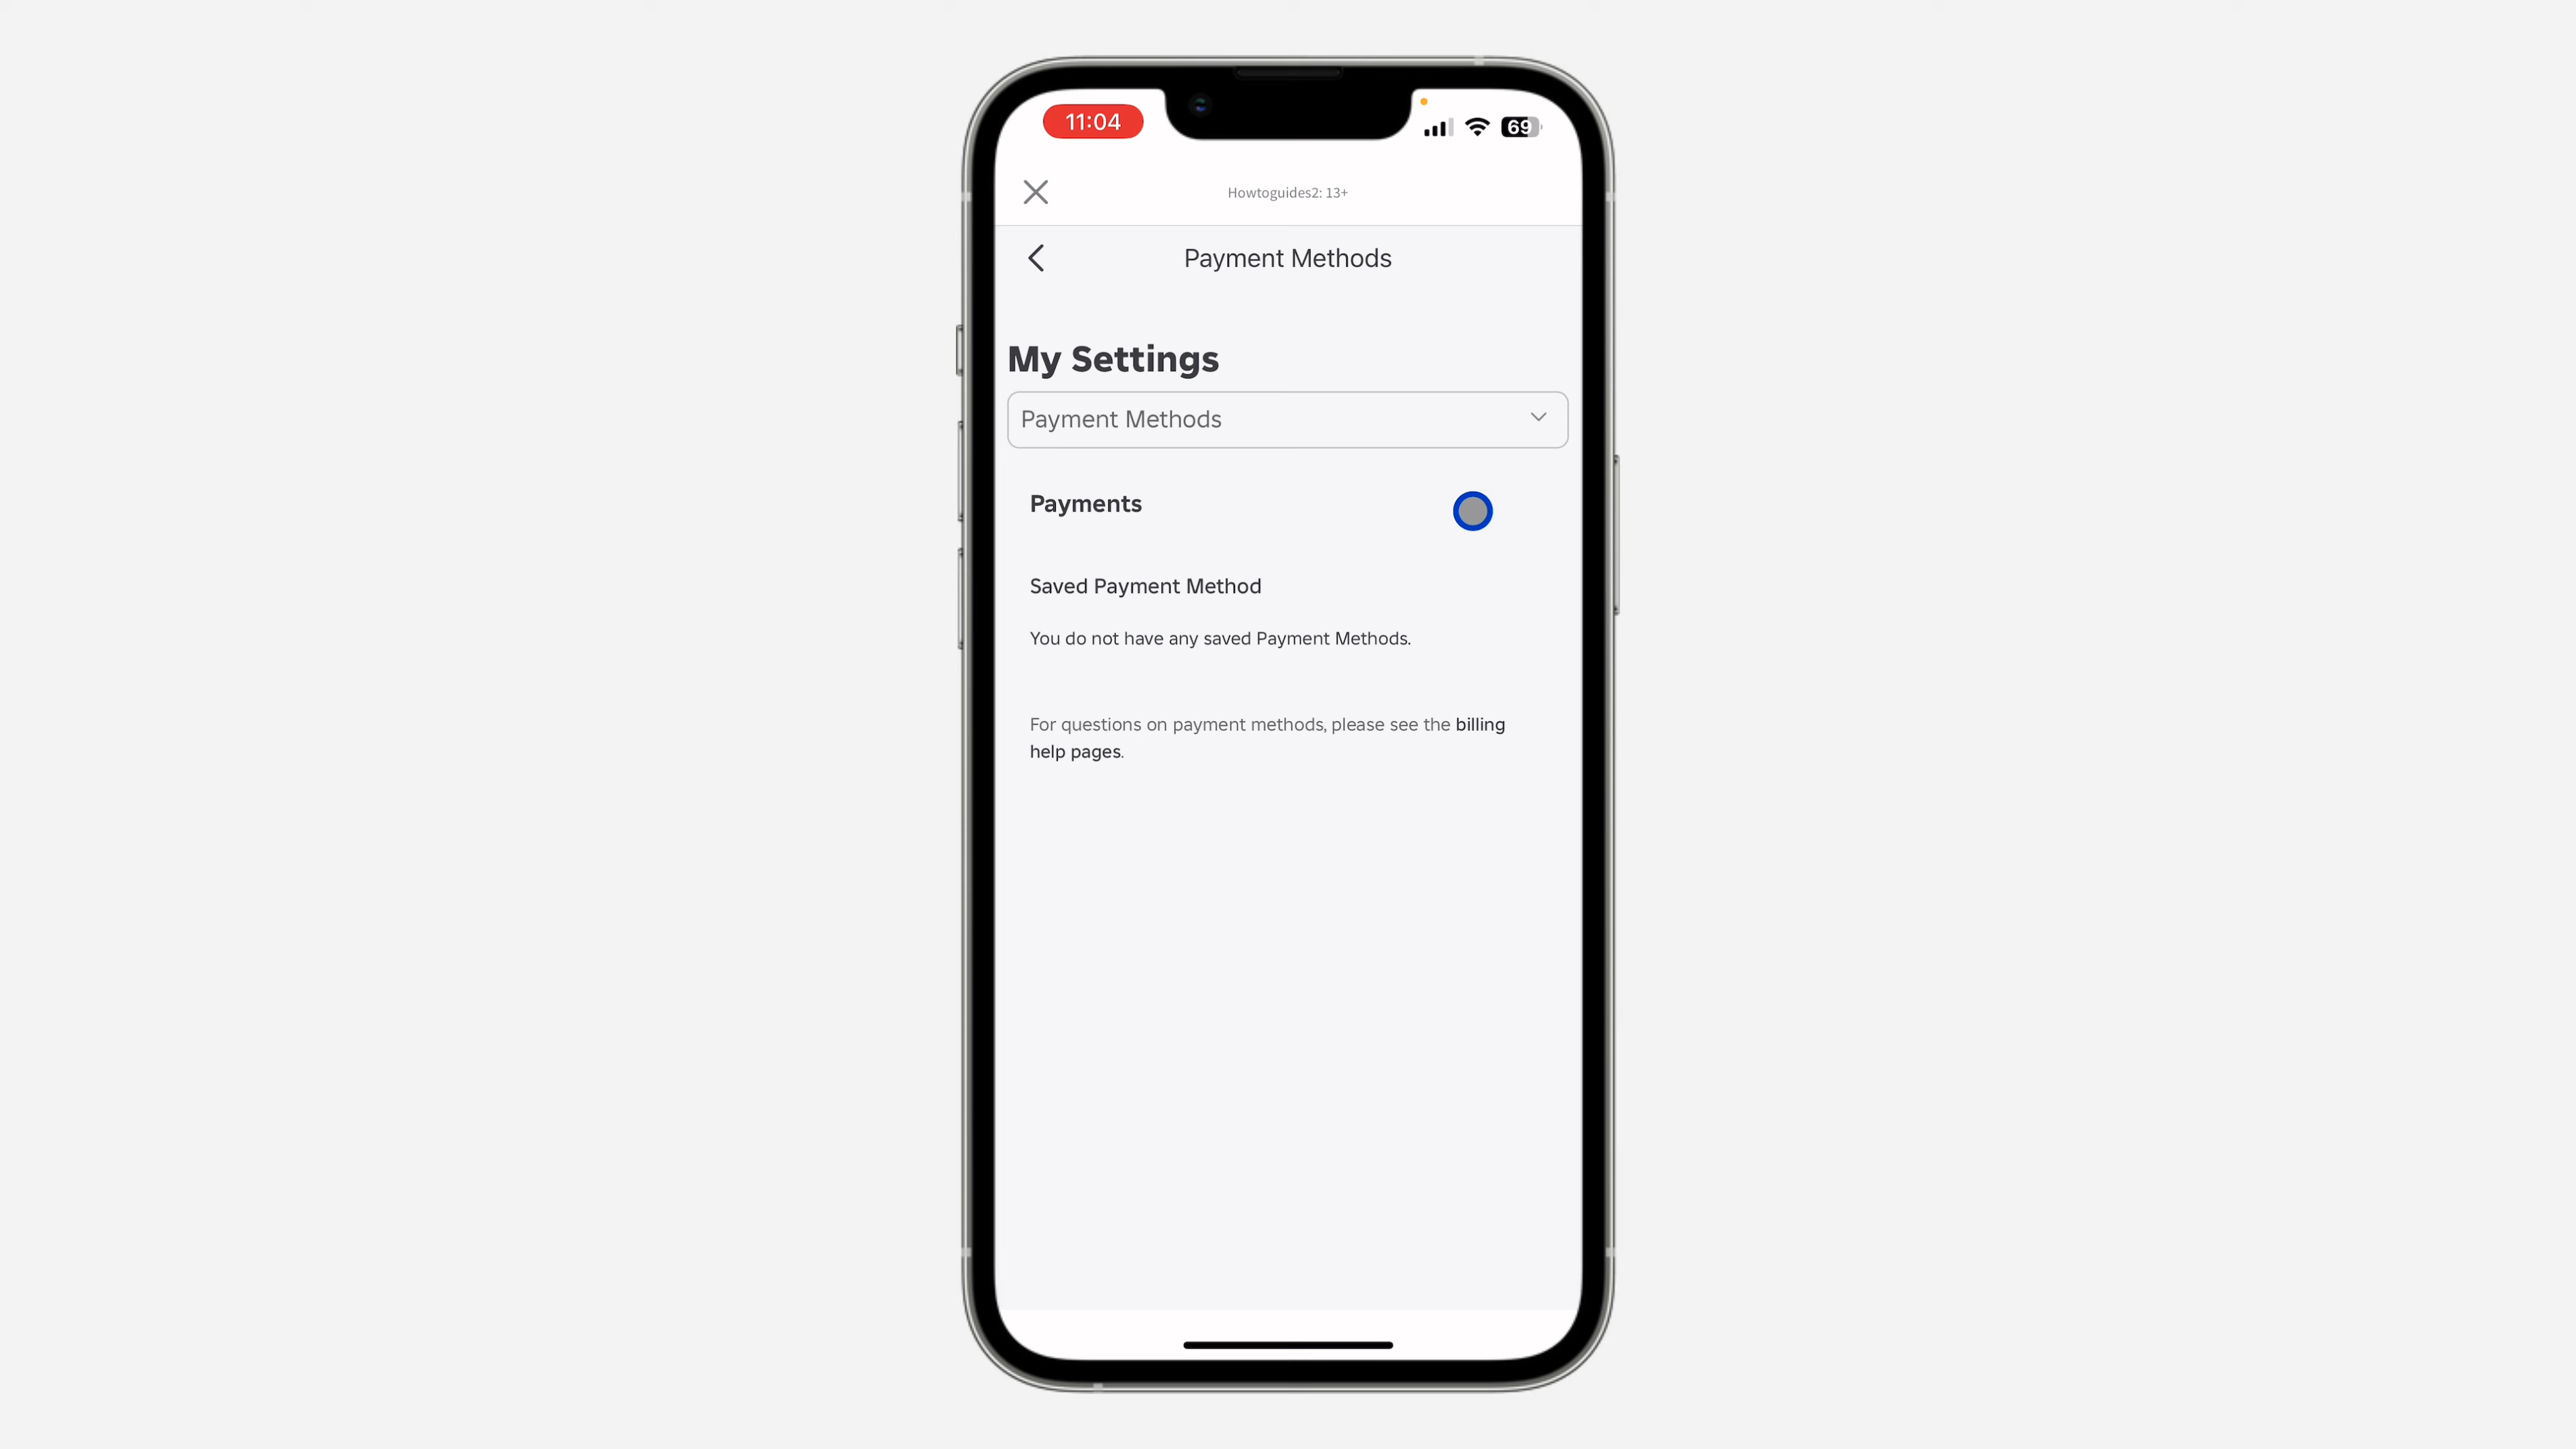 11:04
69
Howtoguides2: 13+
Payment Methods
My Settings
Payment Methods
Payments
Saved Payment Method
You do not have any saved Payment Methods.
For questions on payment methods, please see the billing
help pages.